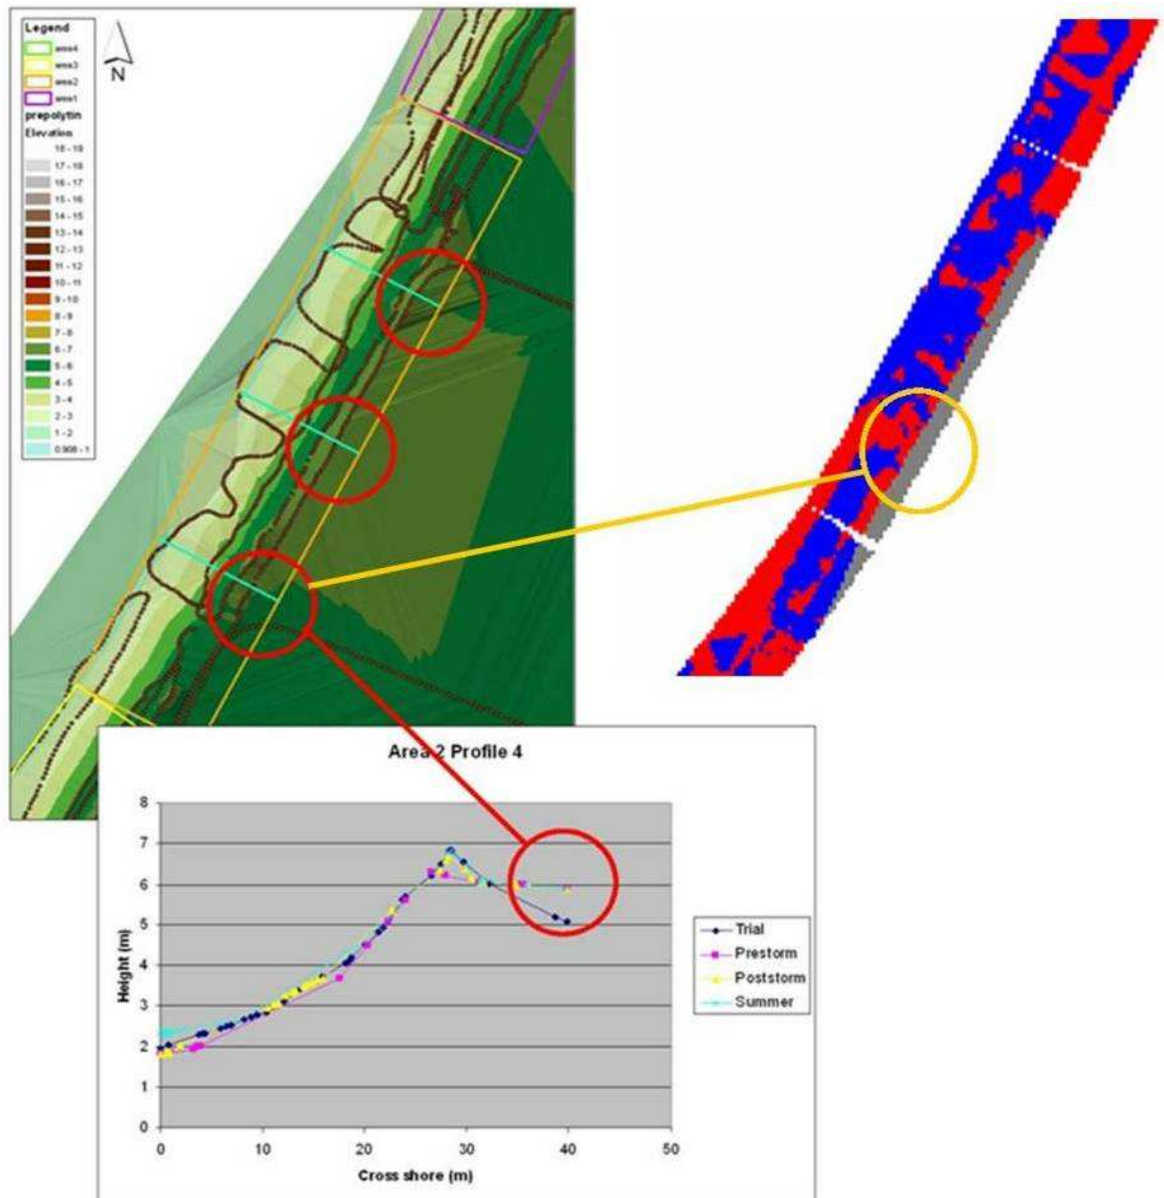 Legend
area4
area3
area2
area1
prepolytin
Elevation
18 - 19
17 - 18
16 - 17
15 - 16
14 - 15
13 - 14
12 - 13
11 - 12
10 - 11
9 - 10
8 - 9
7 - 8
6 - 7
5 - 6
4 - 5
3 - 4
2 - 3
1 - 2
0.906 - 1
N
Area 2 Profile 4
8
7
6
5
4
3
2
1
0
Height (m)
0 10 20 30 40 50
Cross shore (m)
Trial
Prestorm
Poststorm
Summer